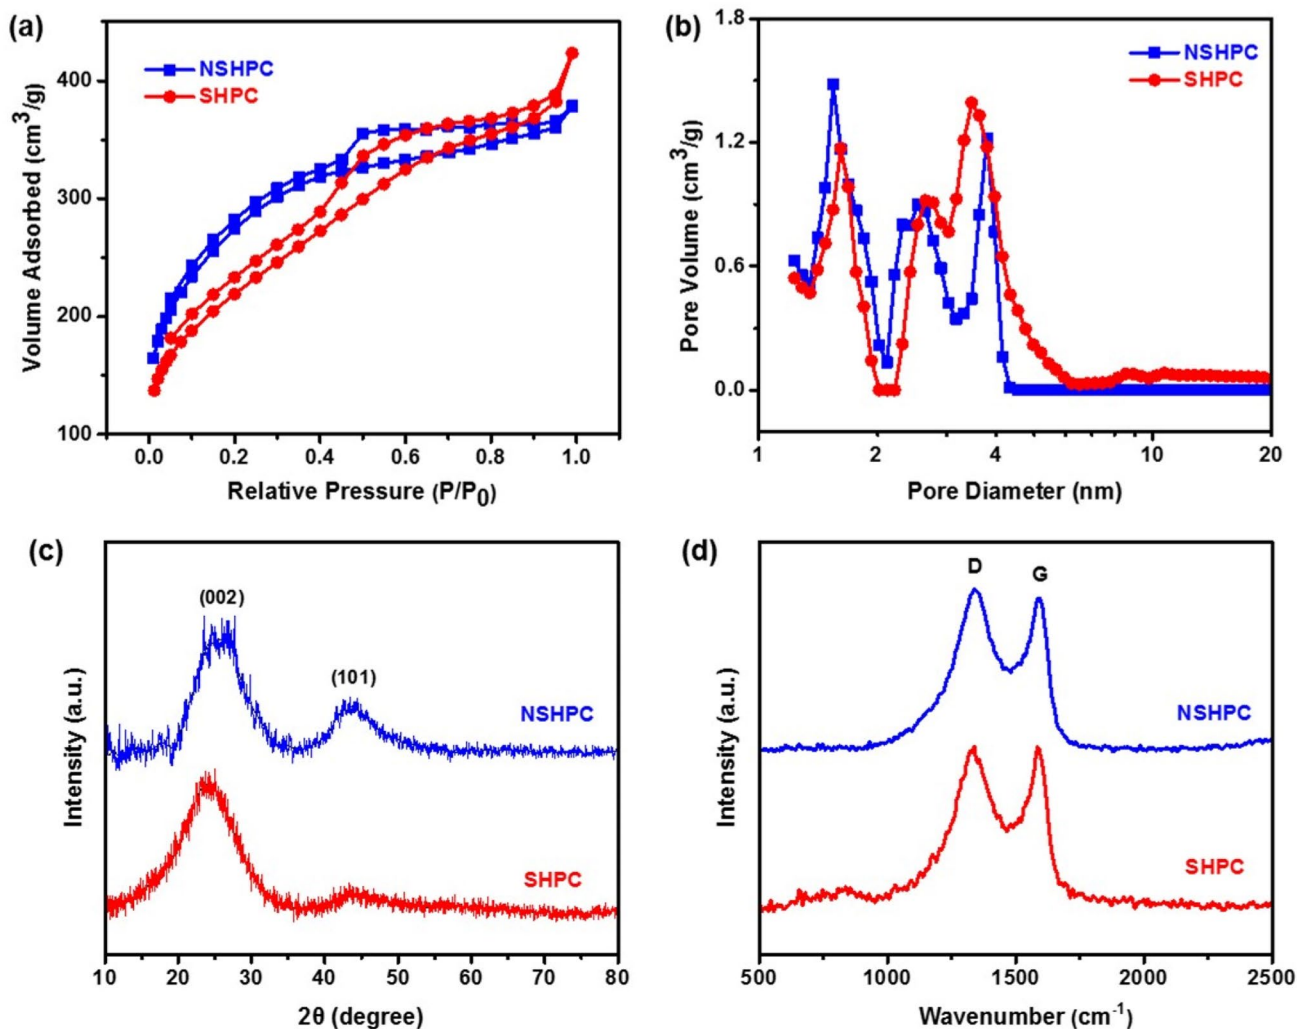 (a)
NSHPC
SHPC
400
300
200
100
Volume Adsorbed (cm³/g)
0.0 0.2 0.4 0.6 0.8 1.0
Relative Pressure (P/P₀)
(b)
NSHPC
SHPC
1.8
1.2
0.6
0.0
Pore Volume (cm³/g)
1 2 4 10 20
Pore Diameter (nm)
(c)
(002)
(101)
NSHPC
SHPC
Intensity (a.u.)
10 20 30 40 50 60 70 80
2θ (degree)
(d)
D G
NSHPC
SHPC
Intensity (a.u.)
500 1000 1500 2000 2500
Wavenumber (cm⁻¹)